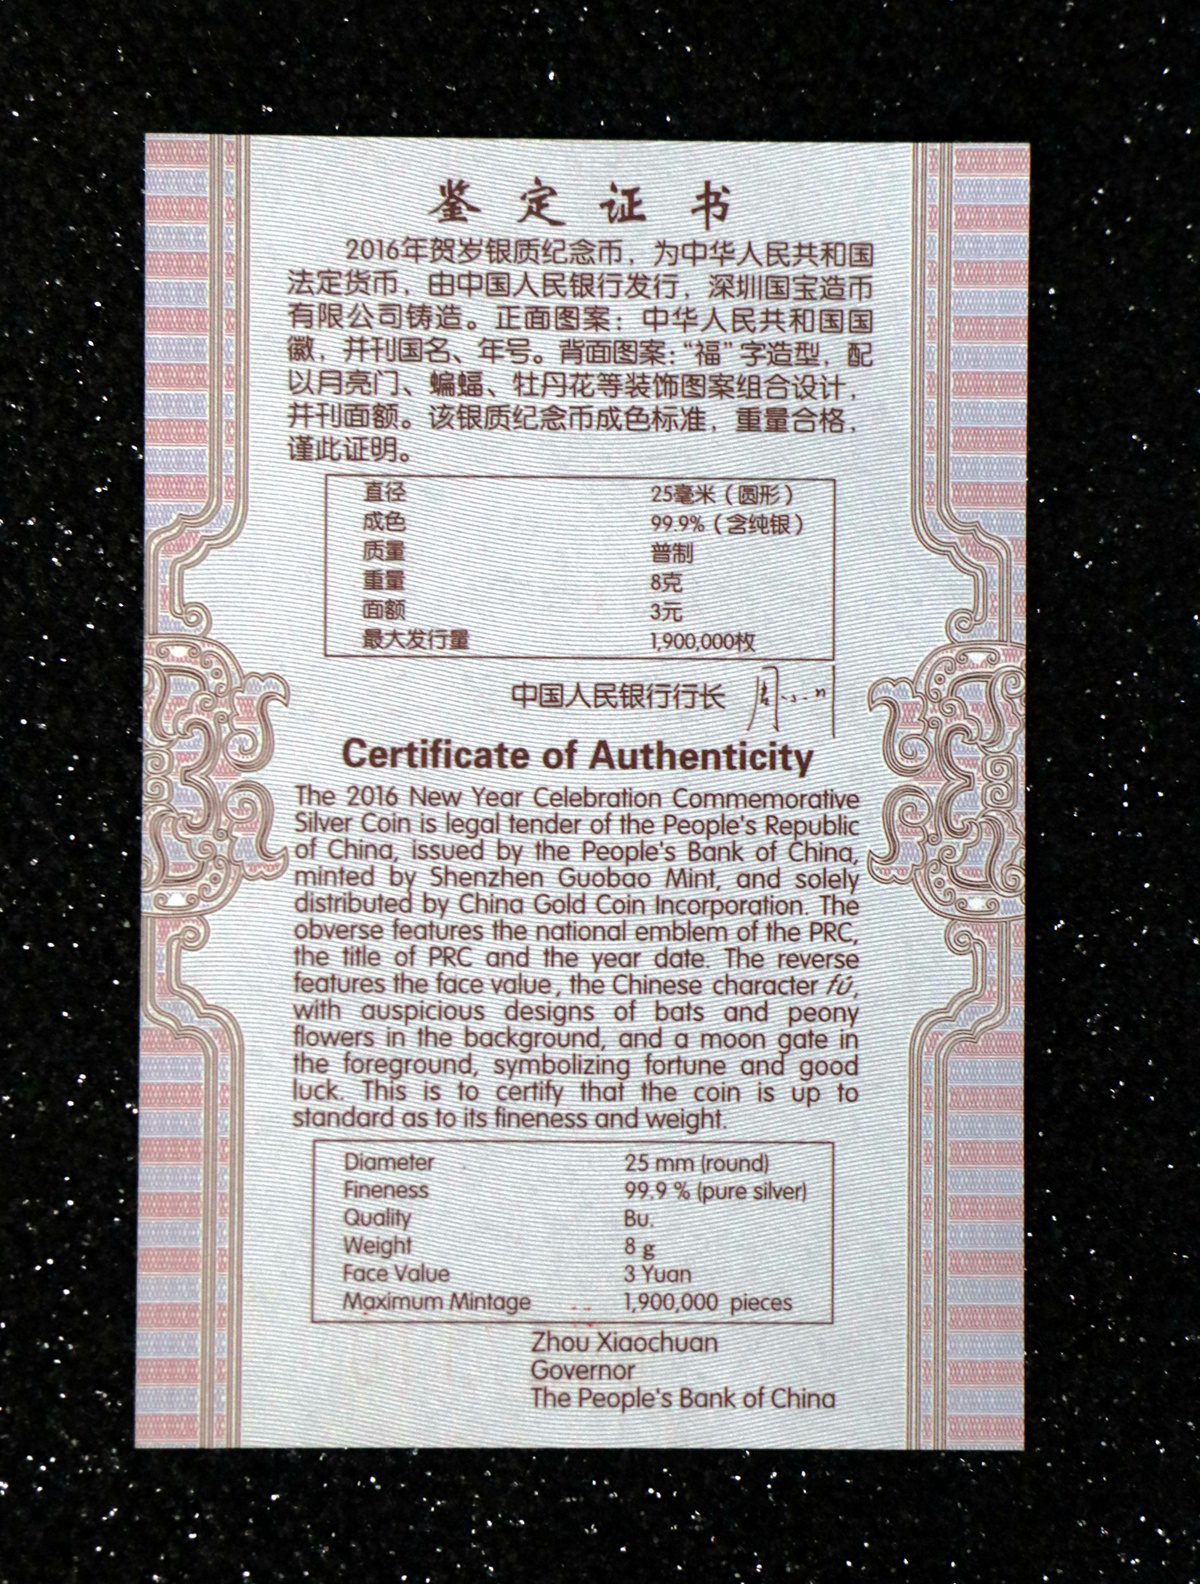 鉴定证书
2016年贺岁银质纪念币，为中华人民共和国
法定货币，由中国人民银行发行，深圳国宝造币
有限公司铸造。正面图案：中华人民共和国国
徽，并刊国名、年号。背面图案：“福”字造型，配
以月亮门、蝙蝠、牡丹花等装饰图案组合设计，
并刊面额。该银质纪念币成色标准，重量合格，
谨此证明。
直径 25毫米（圆形）
成色 99.9%（含纯银）
质量 普制
重量 8克
面额 3元
最大发行量 1,900,000枚
中国人民银行行长 周小川
Certificate of Authenticity
The 2016 New Year Celebration Commemorative
Silver Coin is legal tender of the People's Republic
of China, issued by the People's Bank of China,
minted by Shenzhen Guobao Mint, and solely
distributed by China Gold Coin Incorporation. The
obverse features the national emblem of the PRC,
the title of PRC and the year date. The reverse
features the face value, the Chinese character fú,
with auspicious designs of bats and peony
flowers in the background, and a moon gate in
the foreground, symbolizing fortune and good
luck. This is to certify that the coin is up to
standard as to its fineness and weight.
Diameter 25 mm (round)
Fineness 99.9 % (pure silver)
Quality Bu.
Weight 8 g
Face Value 3 Yuan
Maximum Mintage 1,900,000 pieces
Zhou Xiaochuan
Governor
The People's Bank of China